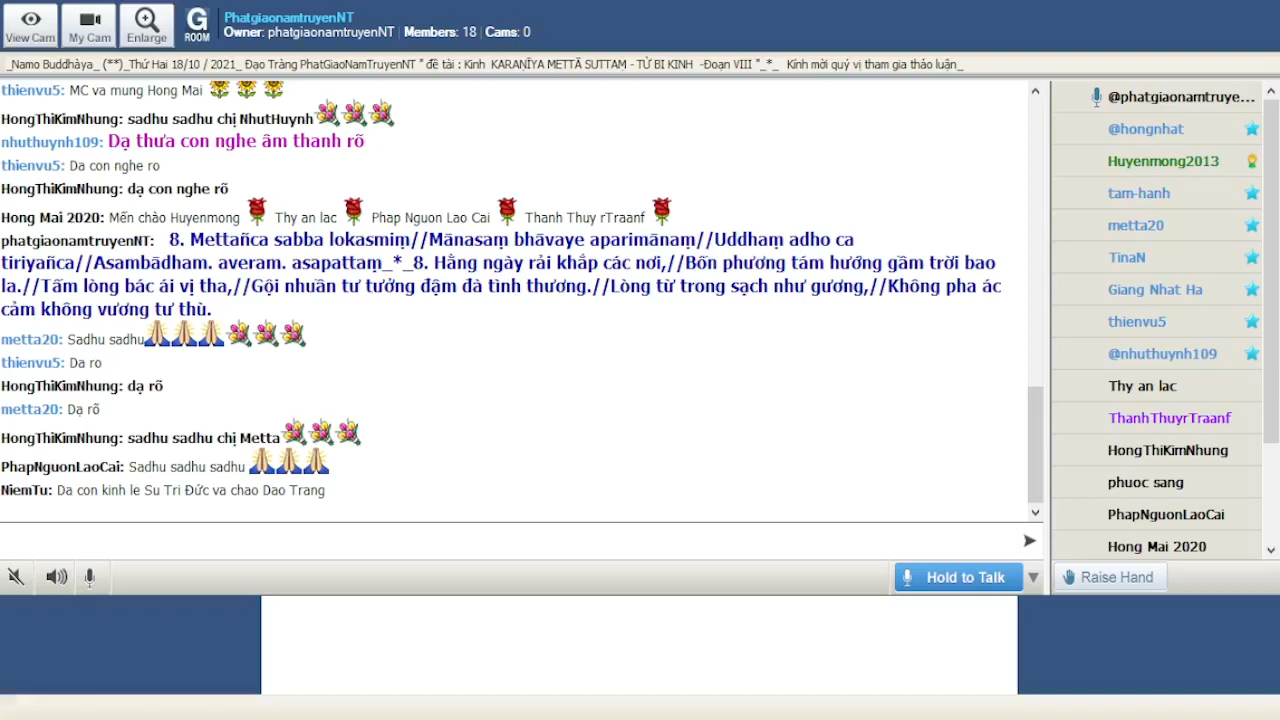 View Cam
My Cam
Enlarge
G
ROOM
PhatgiaonamtruyenNT
Owner: phatgiaonamtruyenNT | Members: 18 | Cams: 0
_Namo Buddhàya_ (**)_Thứ Hai 18/10 / 2021_ Đạo Tràng PhatGiaoNamTruyenNT " đề tài : Kinh KARAṆĪYA METTĀ SUTTAM - TỪ BI KINH -Đoạn VIII "_*_ Kính mời quý vị tham gia thảo luận_
thienvu5: MC va mung Hong Mai
HongThiKimNhung: sadhu sadhu chị NhutHuynh
nhuthuynh109: Dạ thưa con nghe âm thanh rõ
thienvu5: Da con nghe ro
HongThiKimNhung: dạ con nghe rõ
Hong Mai 2020: Mến chào Huyenmong Thy an lac Phap Nguon Lao Cai Thanh Thuy rTraanf
phatgiaonamtruyenNT: 8. Mettañca sabba lokasmiṃ//Mānasaṃ bhāvaye aparimānaṃ//Uddhaṃ adho ca
tiriyañca//Asambādham. averam. asapattaṃ_*_8. Hằng ngày rải khắp các nơi,//Bốn phương tám hướng gầm trời bao
la.//Tấm lòng bác ái vị tha,//Gội nhuần tư tưởng đậm đà tình thương.//Lòng từ trong sạch như gương,//Không pha ác
cảm không vương tư thù.
metta20: Sadhu sadhu
thienvu5: Da ro
HongThiKimNhung: dạ rõ
metta20: Dạ rõ
HongThiKimNhung: sadhu sadhu chị Metta
PhapNguonLaoCai: Sadhu sadhu sadhu
NiemTu: Da con kinh le Su Tri Đức va chao Dao Trang
Hold to Talk
@phatgiaonamtruye...
@hongnhat
Huyenmong2013
tam-hanh
metta20
TinaN
Giang Nhat Ha
thienvu5
@nhuthuynh109
Thy an lac
ThanhThuyrTraanf
HongThiKimNhung
phuoc sang
PhapNguonLaoCai
Hong Mai 2020
Raise Hand